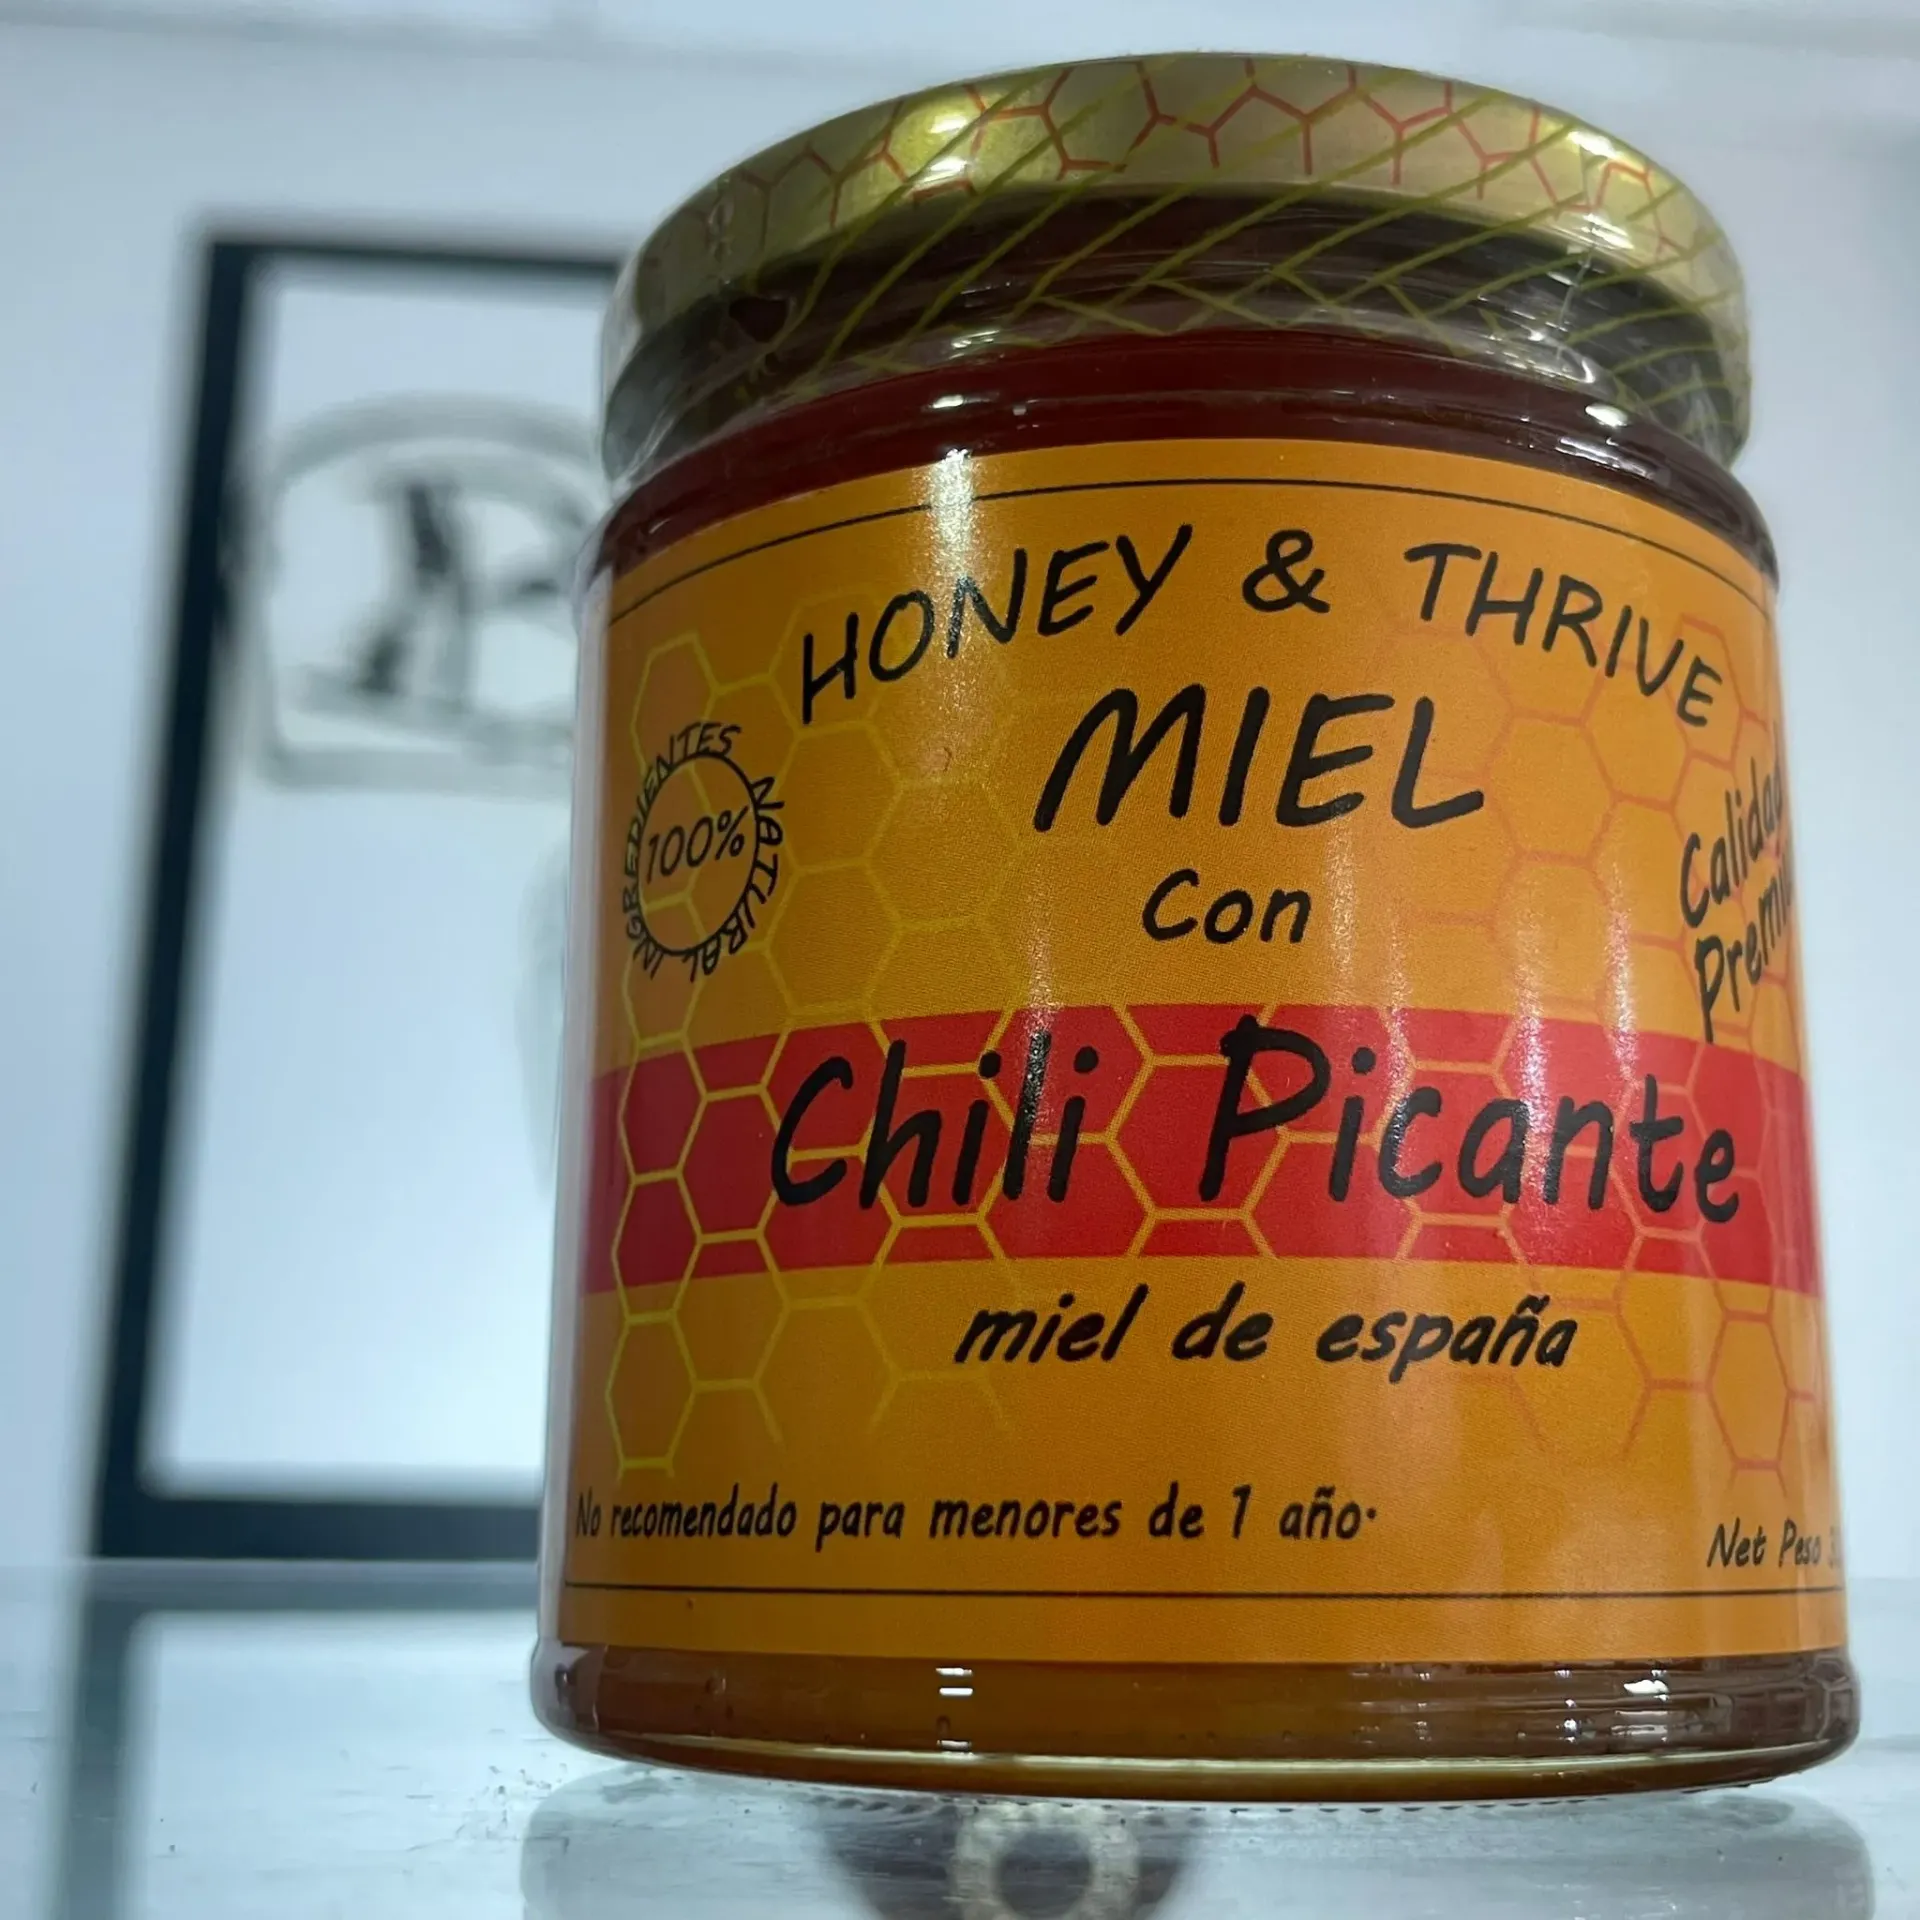 HONEY & THRIVE
MIEL
con
INGREDIENTES NATURAL
100%
Calidad
Chili Picante
miel de españa
No recomendado para menores de 1 año.
Net Peso